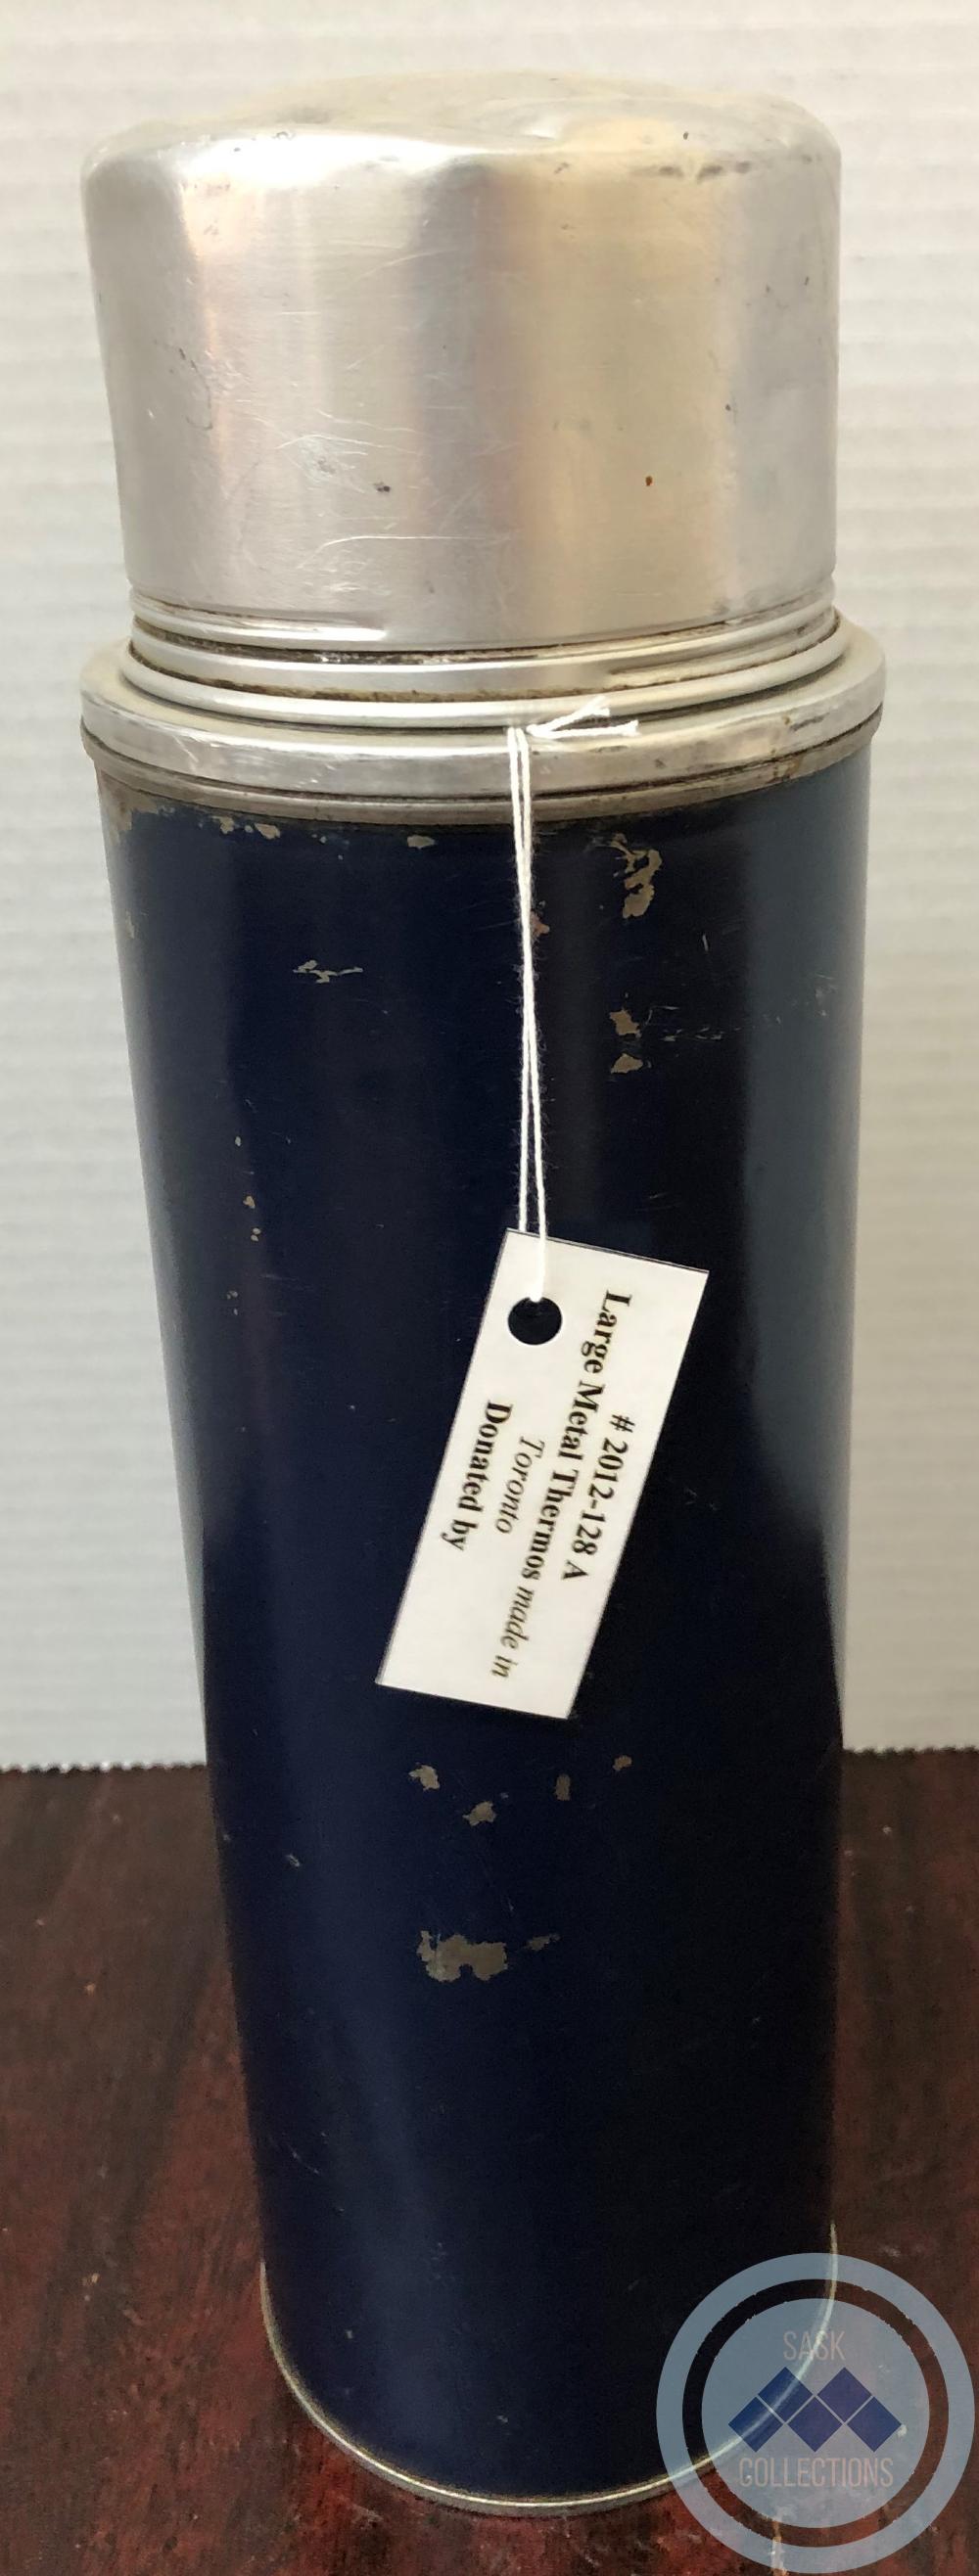 # 2012-128 A
Large Metal Thermos made in
Toronto
Donated by
SASK
COLLECTIONS